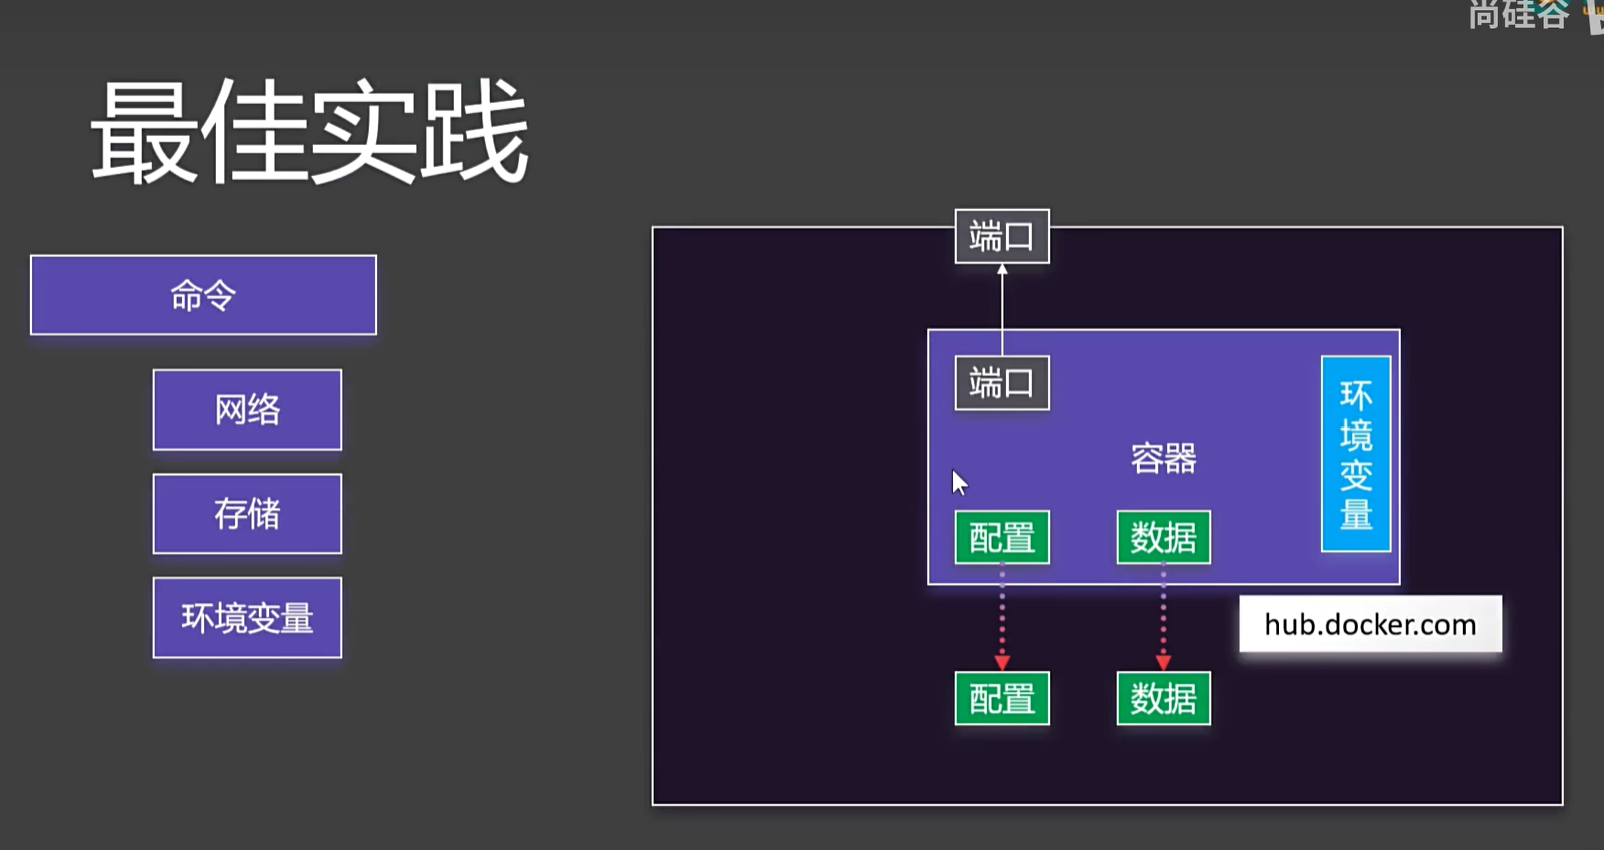 尚硅谷
最佳实践
命令
网络
存储
环境变量
端口
端口
容器
环境变量
配置
数据
hub.docker.com
配置
数据